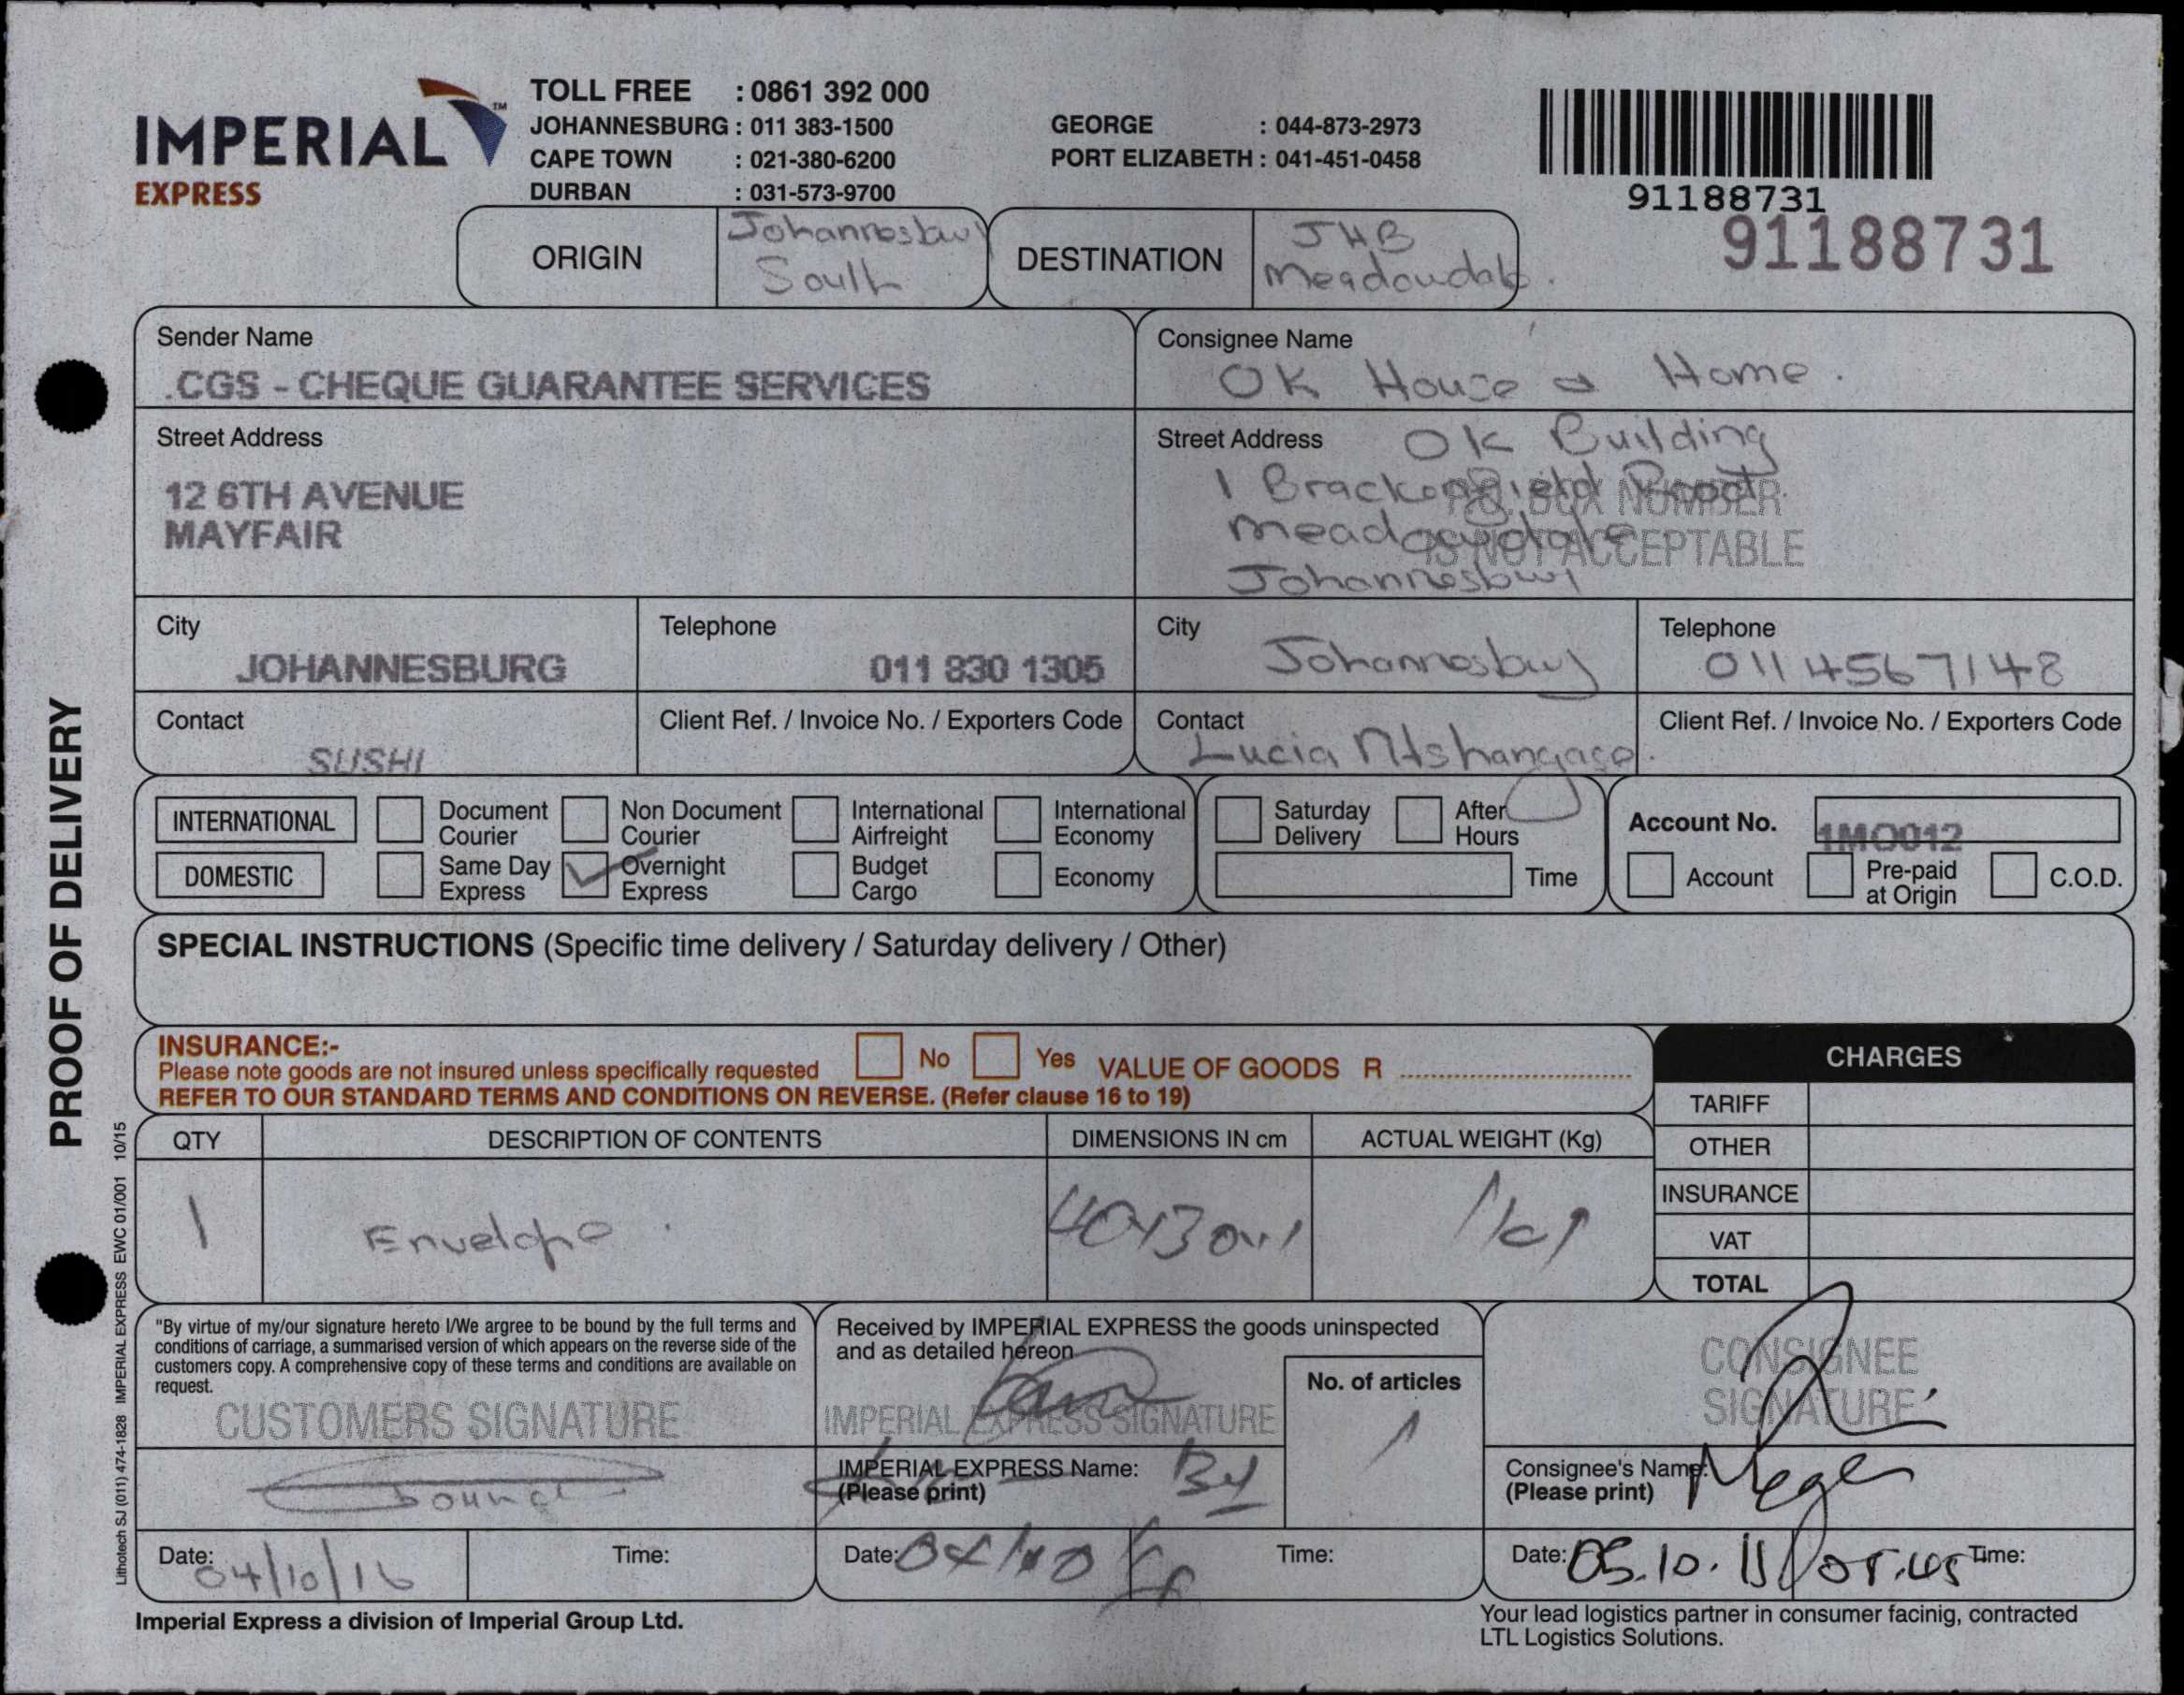 IMPERIAL™
EXPRESS
TOLL FREE : 0861 392 000
JOHANNESBURG : 011 383-1500
CAPE TOWN : 021-380-6200
DURBAN : 031-573-9700
GEORGE : 044-873-2973
PORT ELIZABETH : 041-451-0458
91188731
91188731
ORIGIN
Johannesburg
South
DESTINATION
JHB
Meadowdale.
Sender Name
.CGS - CHEQUE GUARANTEE SERVICES
Consignee Name
OK House & Home.
Street Address
12 6TH AVENUE
MAYFAIR
Street Address
OK Building
1 Brackenfield Road.
Meadowdale
Johannesburg
P.O. BOX NUMBER
IS NOT ACCEPTABLE
City
JOHANNESBURG
Telephone
011 830 1305
City
Johannesburg
Telephone
011 4567148
Contact
SUSHI
Client Ref. / Invoice No. / Exporters Code
Contact
Lucia
Client Ref. / Invoice No. / Exporters Code
INTERNATIONAL
Document
Courier
Non Document
Courier
International
Airfreight
International
Economy
DOMESTIC
Same Day
Express
Overnight
Express
Budget
Cargo
Economy
Saturday
Delivery
After
Hours
Time
Account No.
1MO012
Account
Pre-paid
at Origin
C.O.D.
SPECIAL INSTRUCTIONS (Specific time delivery / Saturday delivery / Other)
INSURANCE:-
Please note goods are not insured unless specifically requested
No Yes VALUE OF GOODS R
REFER TO OUR STANDARD TERMS AND CONDITIONS ON REVERSE. (Refer clause 16 to 19)
CHARGES
TARIFF
OTHER
INSURANCE
VAT
TOTAL
QTY
DESCRIPTION OF CONTENTS
DIMENSIONS IN cm
ACTUAL WEIGHT (Kg)
1
Envelope.
1kg
"By virtue of my/our signature hereto I/We argree to be bound by the full terms and
conditions of carriage, a summarised version of which appears on the reverse side of the
customers copy. A comprehensive copy of these terms and conditions are available on
request.
CUSTOMERS SIGNATURE
Date:
04/10/16
Time:
Received by IMPERIAL EXPRESS the goods uninspected
and as detailed hereon
IMPERIAL EXPRESS SIGNATURE
No. of articles
1
IMPERIAL EXPRESS Name:
(Please print)
Date:
Time:
CONSIGNEE
SIGNATURE
Consignee's Name:
(Please print)
Date:
05.10.
Time:
Imperial Express a division of Imperial Group Ltd.
Your lead logistics partner in consumer facinig, contracted
LTL Logistics Solutions.
PROOF OF DELIVERY
Lithotech SJ (011) 474-1828 IMPERIAL EXPRESS EWC 01/001 10/15